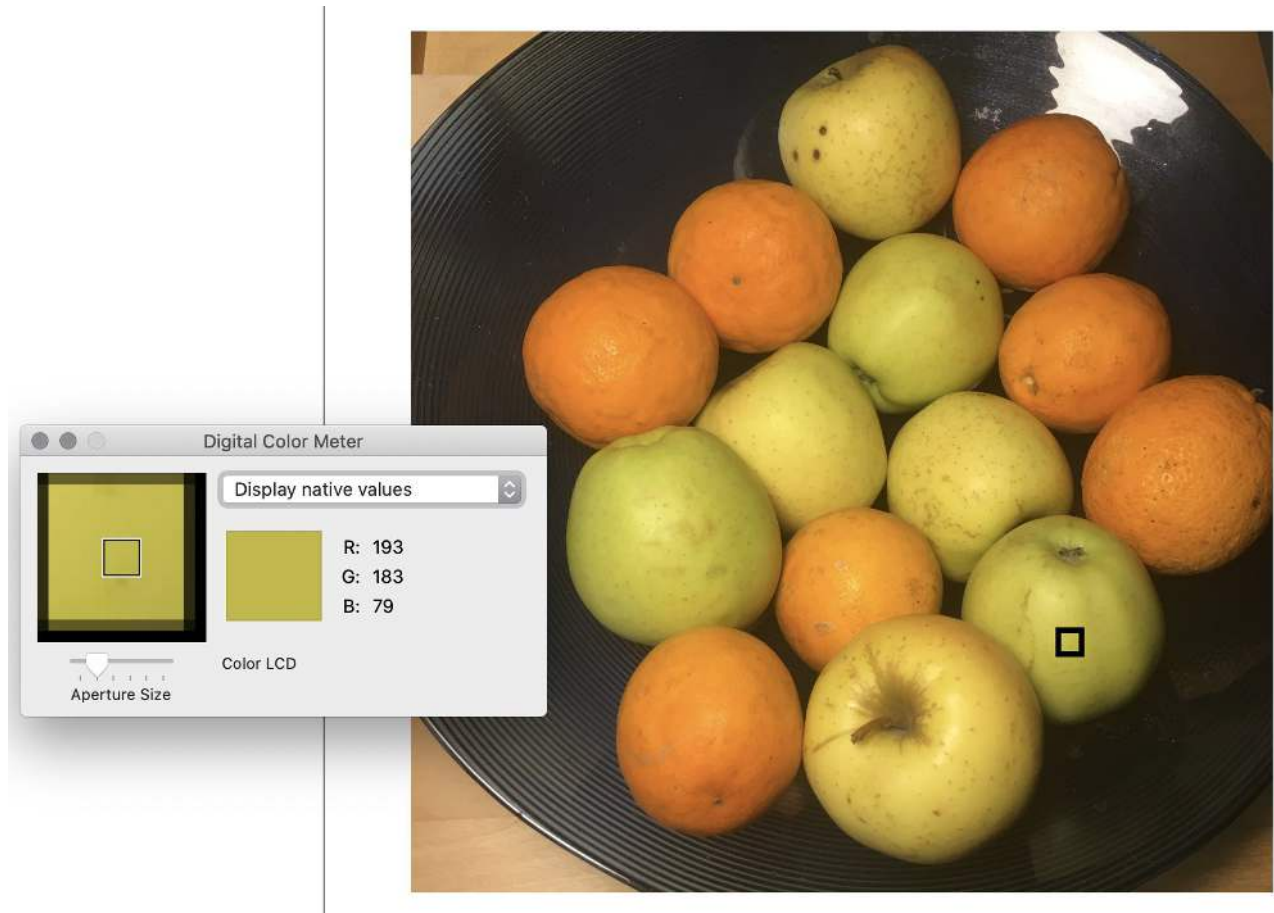 Digital Color Meter
Display native values
R: 193
G: 183
B: 79
Color LCD
Aperture Size